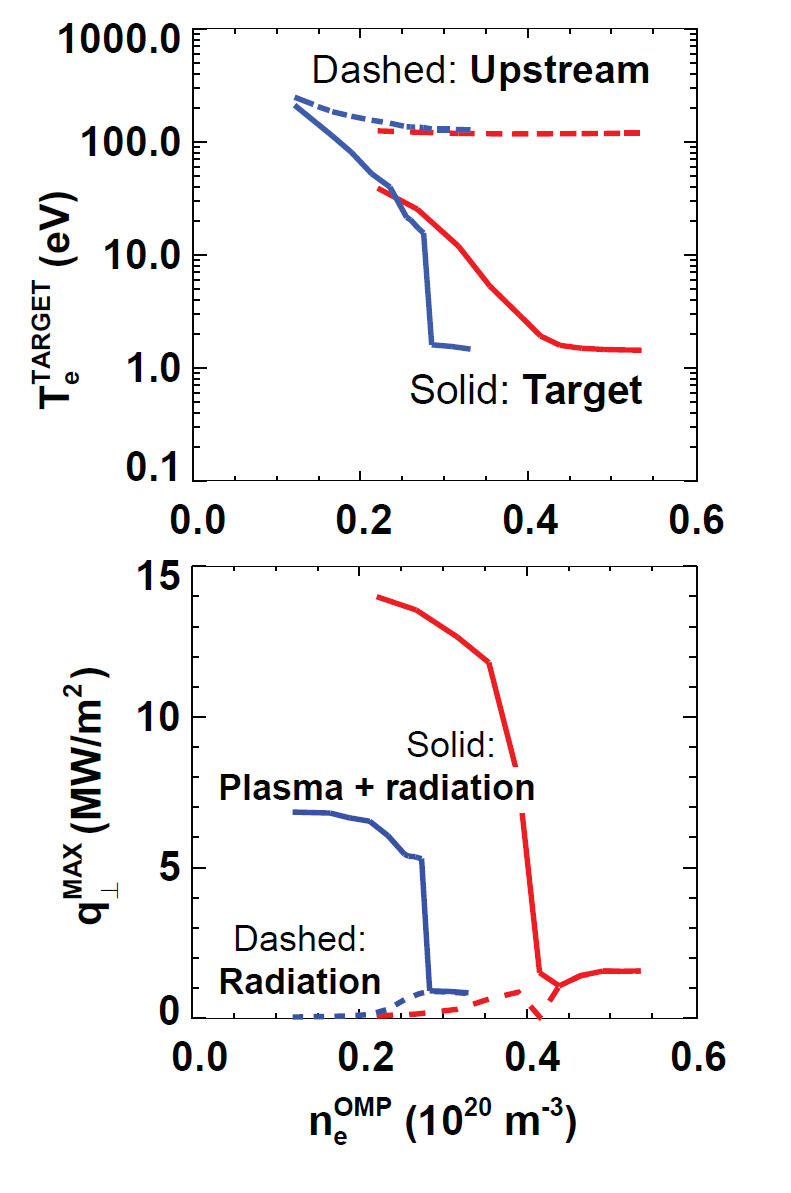 1000.0
Dashed: Upstream
100.0
10.0
1.0
0.1
T_e^TARGET (eV)
Solid: Target
0.0 0.2 0.4 0.6
15
10
5
0
q_⊥^MAX (MW/m^2)
Solid:
Plasma + radiation
Dashed:
Radiation
0.0 0.2 0.4 0.6
n_e^OMP (10^20 m^-3)